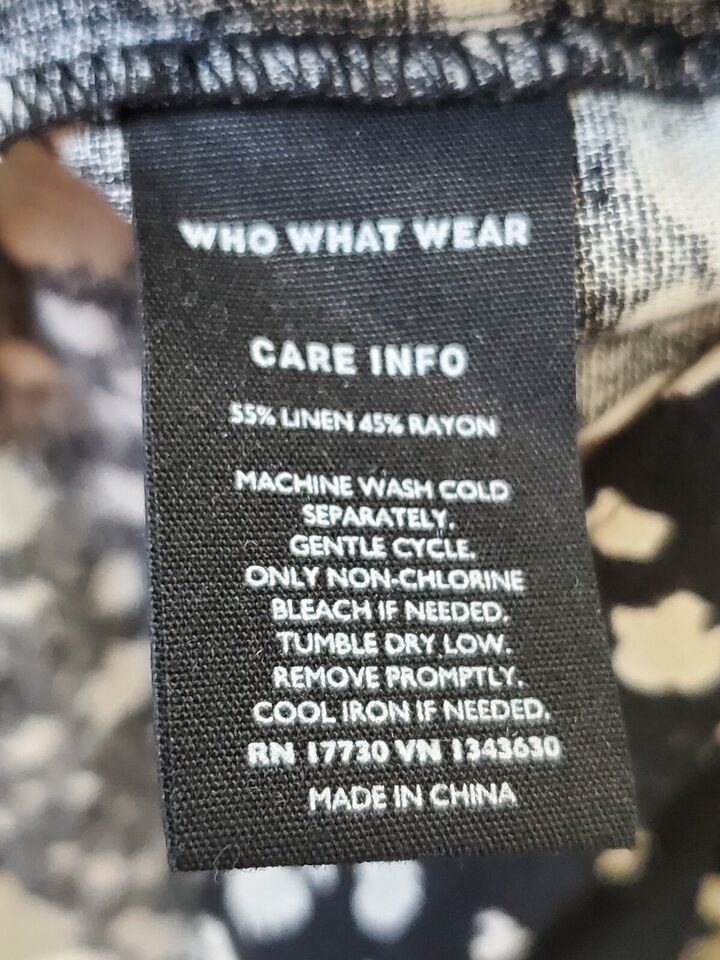 WHO WHAT WEAR
CARE INFO
55% LINEN 45% RAYON
MACHINE WASH COLD
SEPARATELY.
GENTLE CYCLE.
ONLY NON-CHLORINE
BLEACH IF NEEDED.
TUMBLE DRY LOW.
REMOVE PROMPTLY.
COOL IRON IF NEEDED.
RN 17730 VN 1343630
MADE IN CHINA